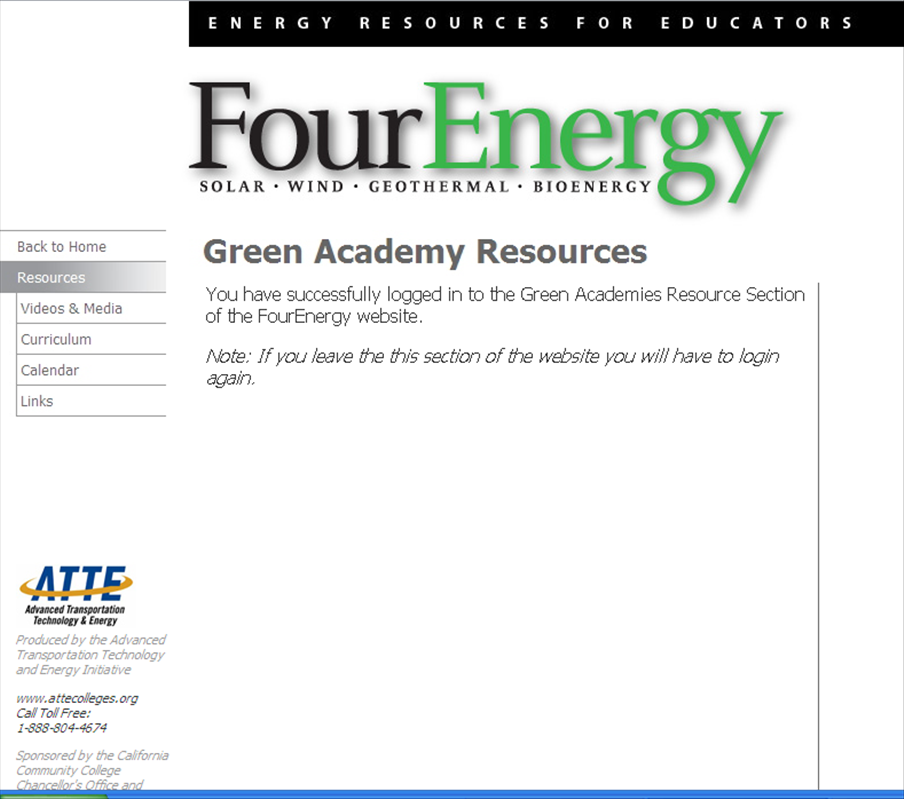 ENERGY RESOURCES FOR EDUCATORS
FourEnergy
SOLAR · WIND · GEOTHERMAL · BIOENERGY
Back to Home
Resources
Videos & Media
Curriculum
Calendar
Links
Green Academy Resources
You have successfully logged in to the Green Academies Resource Section
of the FourEnergy website.
Note: If you leave the this section of the website you will have to login
again.
ATTE
Advanced Transportation
Technology & Energy
Produced by the Advanced
Transportation Technology
and Energy Initiative
www.attecolleges.org
Call Toll Free:
1-888-804-4674
Sponsored by the California
Community College
Chancellor's Office and